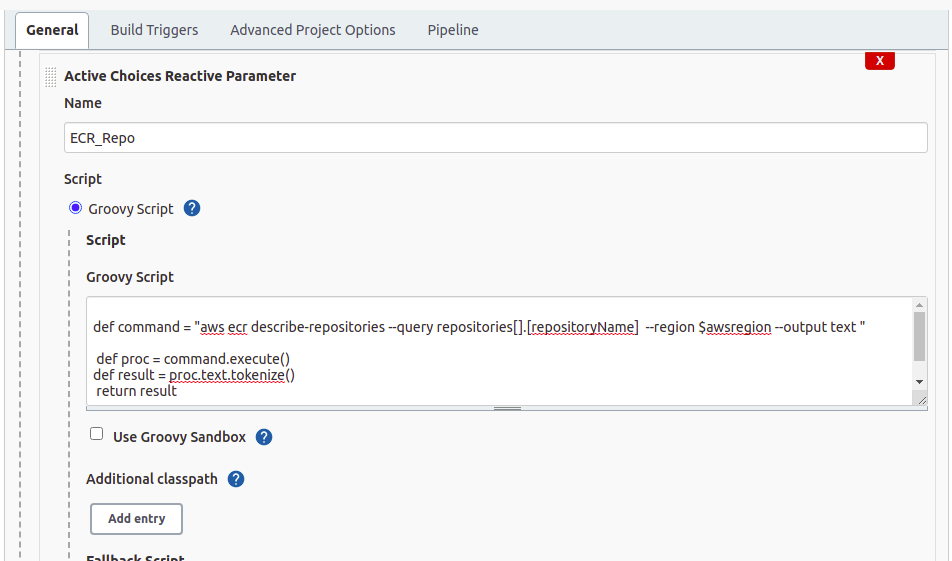 General Build Triggers Advanced Project Options Pipeline
Active Choices Reactive Parameter
X
Name
ECR_Repo
Script
Groovy Script ?
Script
Groovy Script
def command = "aws ecr describe-repositories --query repositories[].[repositoryName]  --region $awsregion --output text "
def proc = command.execute()
def result = proc.text.tokenize()
return result
Use Groovy Sandbox ?
Additional classpath ?
Add entry
Fallback Script